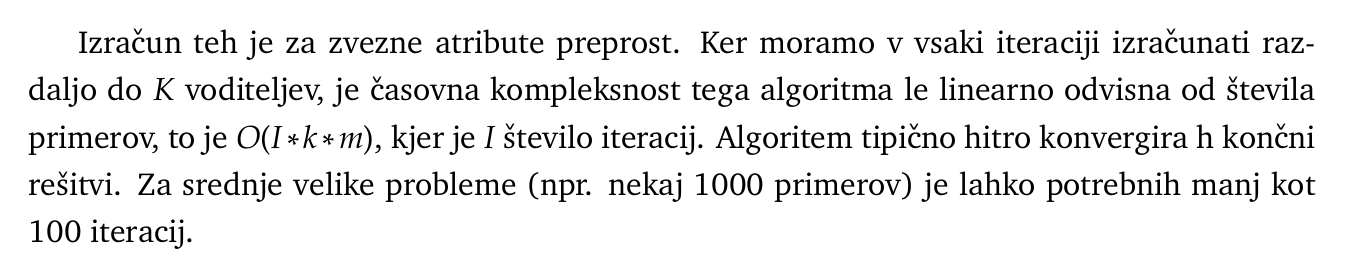 Izračun teh je za zvezne atribute preprost. Ker moramo v vsaki iteraciji izračunati raz-
daljo do K voditeljev, je časovna kompleksnost tega algoritma le linearno odvisna od števila
primerov, to je O(I∗k∗m), kjer je I število iteracij. Algoritem tipično hitro konvergira h končni
rešitvi. Za srednje velike probleme (npr. nekaj 1000 primerov) je lahko potrebnih manj kot
100 iteracij.